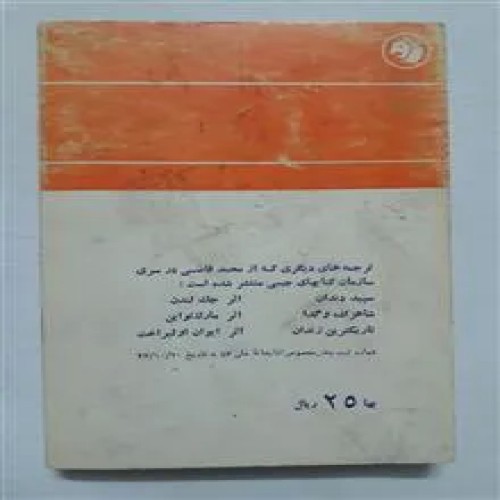 ترجمه های دیگری که از محمد قاضی در سری
سازمان کتابهای جیبی منتشر شده است :
سپید دندان اثر جک لندن
شاهزاده و گدا اثر مارک تواین
تاریکترین زندان اثر ایوان اولبراخت
بها ۲۵ ریال